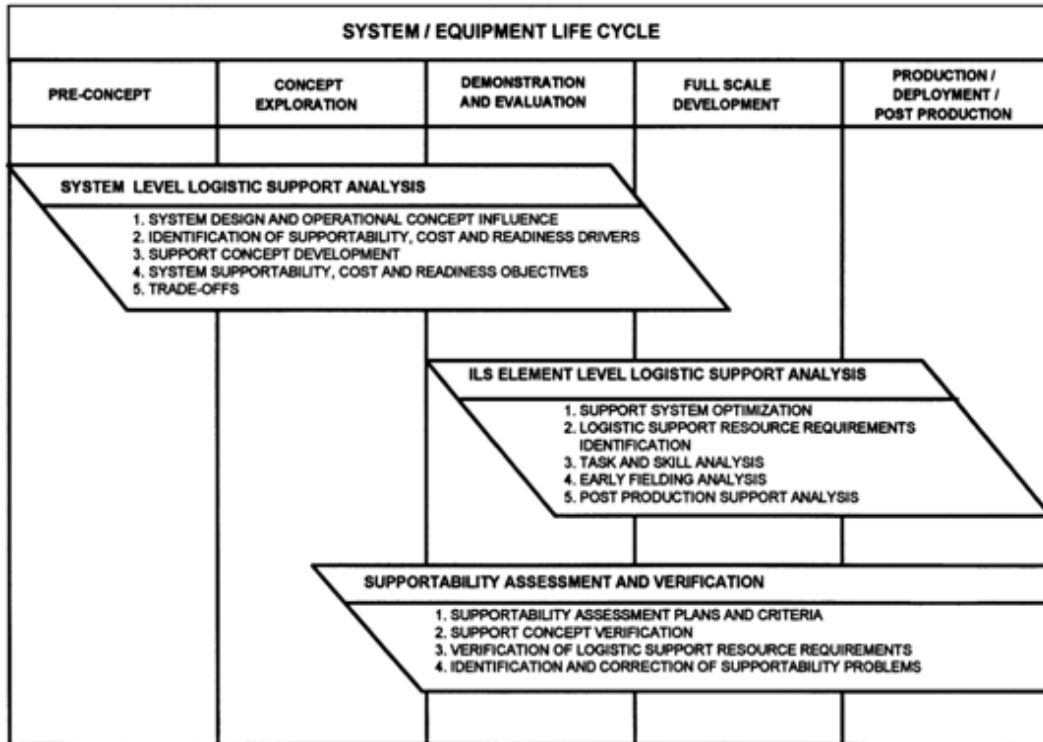 SYSTEM / EQUIPMENT LIFE CYCLE
PRE-CONCEPT
CONCEPT
EXPLORATION
DEMONSTRATION
AND EVALUATION
FULL SCALE
DEVELOPMENT
PRODUCTION /
DEPLOYMENT /
POST PRODUCTION
SYSTEM LEVEL LOGISTIC SUPPORT ANALYSIS
1. SYSTEM DESIGN AND OPERATIONAL CONCEPT INFLUENCE
2. IDENTIFICATION OF SUPPORTABILITY, COST AND READINESS DRIVERS
3. SUPPORT CONCEPT DEVELOPMENT
4. SYSTEM SUPPORTABILITY, COST AND READINESS OBJECTIVES
5. TRADE-OFFS
ILS ELEMENT LEVEL LOGISTIC SUPPORT ANALYSIS
1. SUPPORT SYSTEM OPTIMIZATION
2. LOGISTIC SUPPORT RESOURCE REQUIREMENTS
IDENTIFICATION
3. TASK AND SKILL ANALYSIS
4. EARLY FIELDING ANALYSIS
5. POST PRODUCTION SUPPORT ANALYSIS
SUPPORTABILITY ASSESSMENT AND VERIFICATION
1. SUPPORTABILITY ASSESSMENT PLANS AND CRITERIA
2. SUPPORT CONCEPT VERIFICATION
3. VERIFICATION OF LOGISTIC SUPPORT RESOURCE REQUIREMENTS
4. IDENTIFICATION AND CORRECTION OF SUPPORTABILITY PROBLEMS